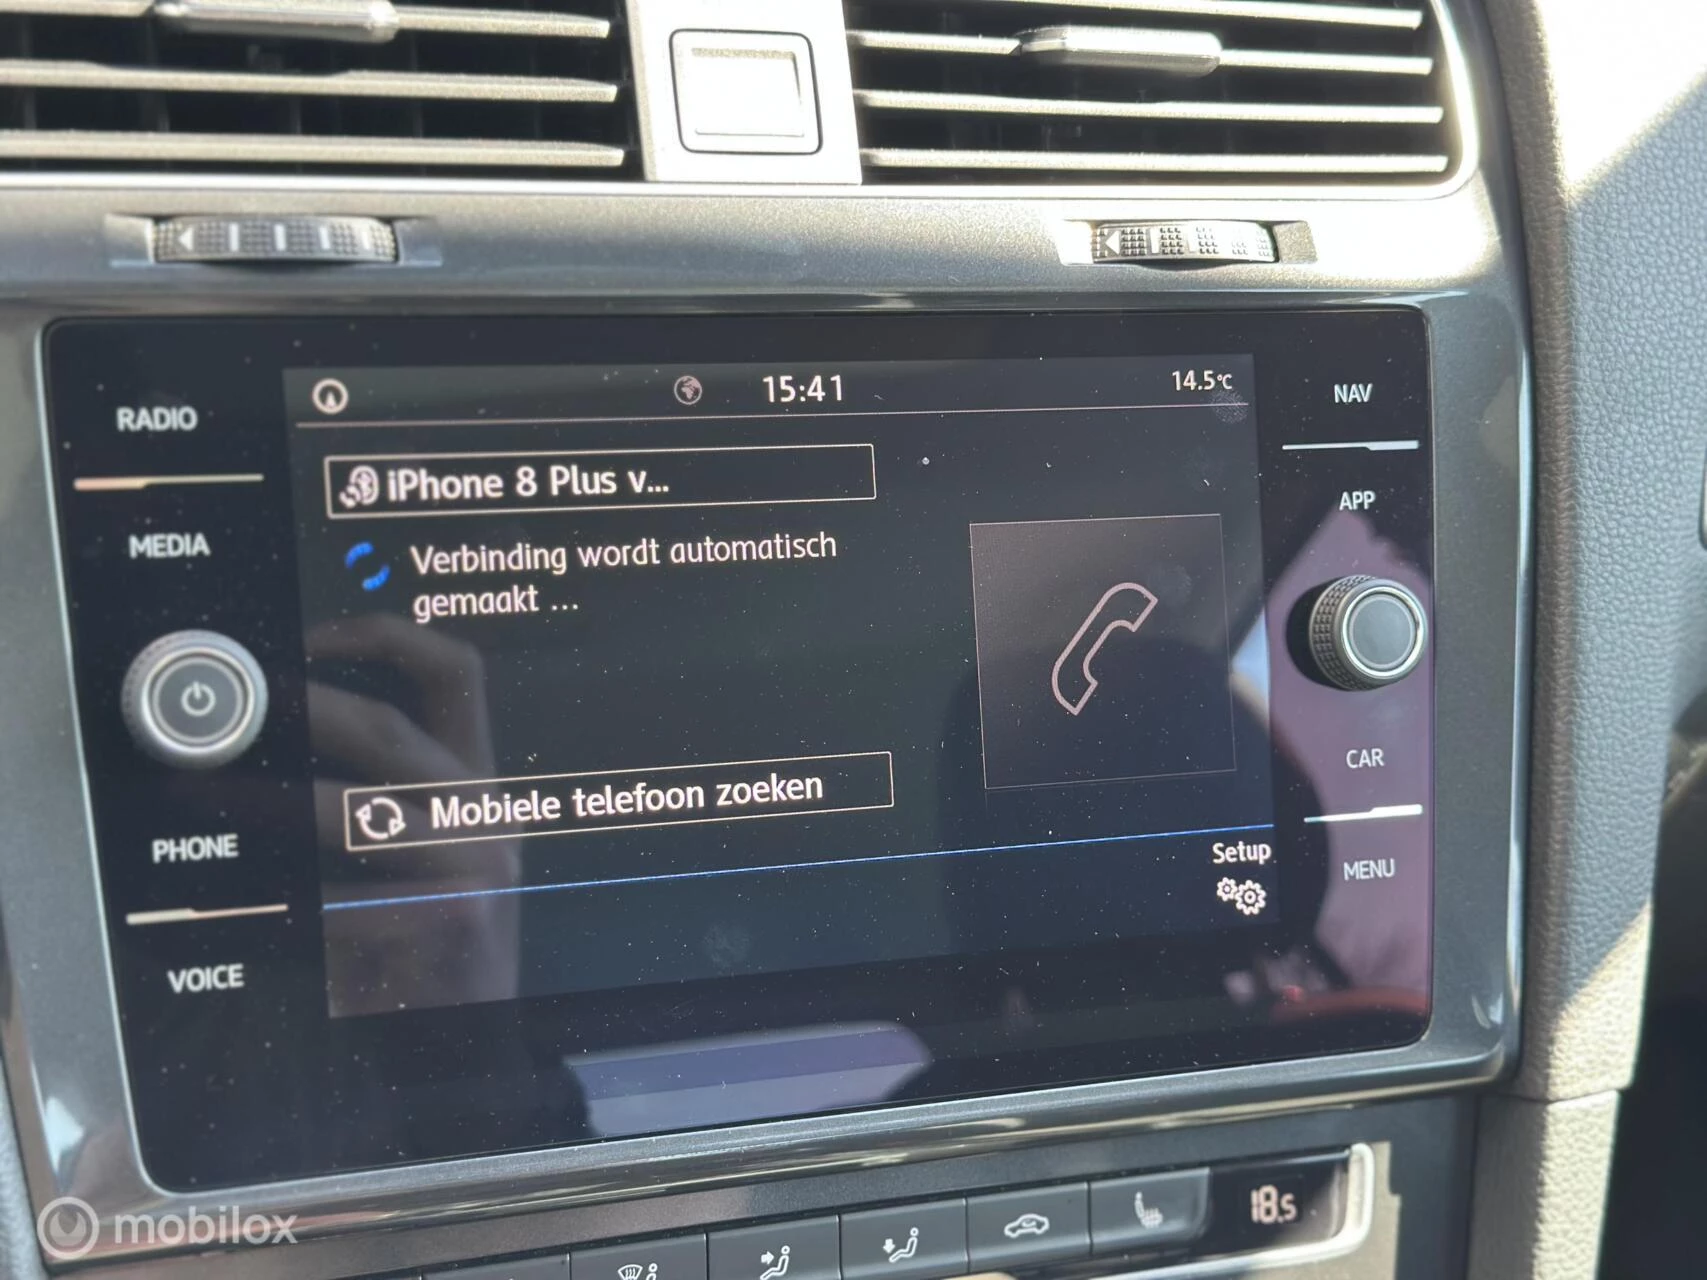 15:41
14.5°C
RADIO
NAV
iPhone 8 Plus v...
APP
MEDIA
Verbinding wordt automatisch
gemaakt ...
CAR
Mobiele telefoon zoeken
PHONE
Setup
MENU
VOICE
18.5
mobilox